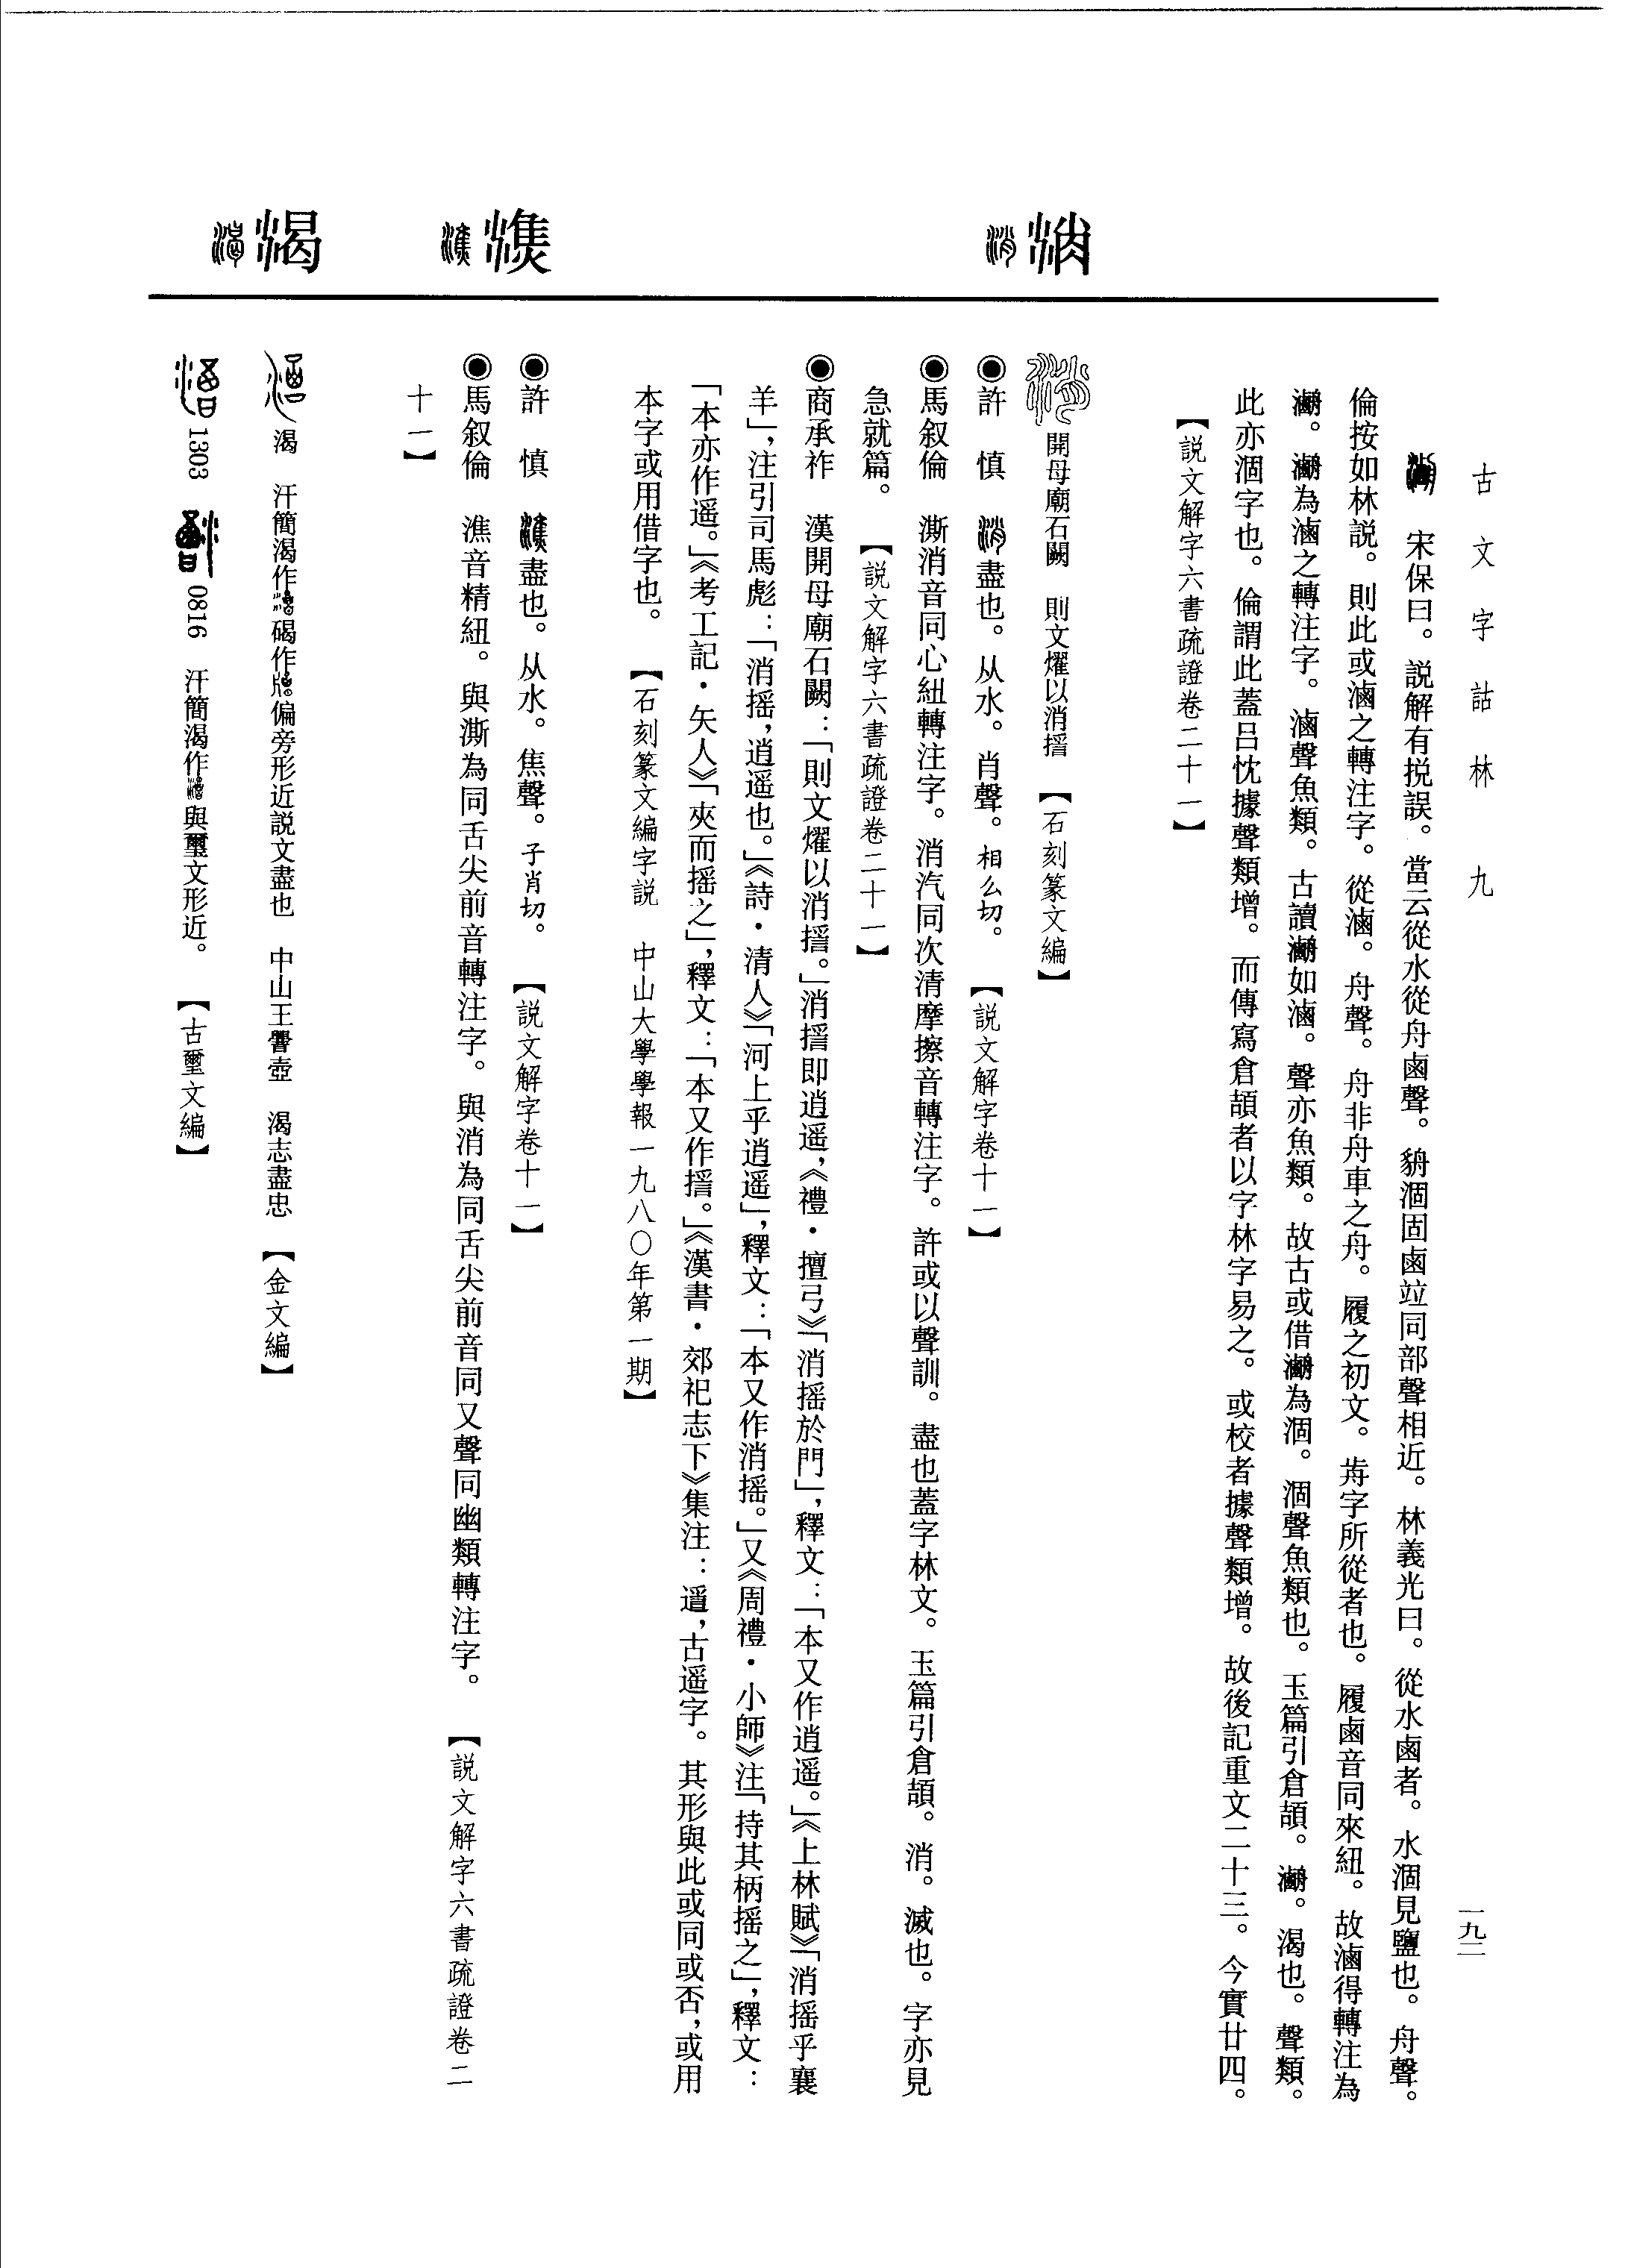 古文字詁林 九
一九二
宋保曰。説解有挩誤。當云從水從舟鹵聲。貈涸固鹵竝同部聲相近。林義光曰。從水鹵者。水涸見鹽也。舟聲。
倫按如林説。則此或滷之轉注字。從滷。舟聲。舟非舟車之舟。履之初文。歬字所從者也。履鹵音同來紐。故滷得轉注為
𤄱。𤄱為滷之轉注字。滷聲魚類。古讀𤄱如滷。聲亦魚類。故古或借𤄱為涸。涸聲魚類也。玉篇引倉頡。𤄱。渴也。聲類。
此亦涸字也。倫謂此蓋吕忱據聲類增。而傳寫倉頡者以字林字易之。或校者據聲類增。故後記重文二十三。今實廿四。
【説文解字六書疏證卷二十一】
消
開母廟石闕 則文燿以消搖 【石刻篆文編】
◉許 慎 消盡也。从水。肖聲。相幺切。 【説文解字卷十一】
◉馬叙倫 澌消音同心紐轉注字。消汽同次清摩擦音轉注字。許或以聲訓。盡也蓋字林文。玉篇引倉頡。消。滅也。字亦見
急就篇。 【説文解字六書疏證卷二十一】
◉商承祚 漢開母廟石闕：「則文燿以消㨱。」消㨱即逍遥，《禮·擅弓》「消摇於門」，釋文：「本又作逍遥。」《上林賦》「消摇乎襄
羊」，注引司馬彪：「消摇，逍遥也。」《詩·清人》「河上乎逍遥」，釋文：「本又作消摇。」又《周禮·小師》注「持其柄摇之」，釋文：
「本亦作遥。」《考工記·矢人》「夾而摇之」，釋文：「本又作㨱。」《漢書·郊祀志下》集注：遥，古遥字。其形與此或同或否，或用
本字或用借字也。 【石刻篆文編字説 中山大學學報一九八〇年第一期】
潐
◉許 慎 潐盡也。从水。焦聲。子肖切。 【説文解字卷十一】
◉馬叙倫 潐音精紐。與澌為同舌尖前音轉注字。與消為同舌尖前音同又聲同幽類轉注字。 【説文解字六書疏證卷二
十一】
渴
渴 汗簡渴作碣作偏旁形近説文盡也 中山王𰯼壺 渴志盡忠 【金文編】
1303 0816 汗簡渴作與璽文形近。 【古璽文編】